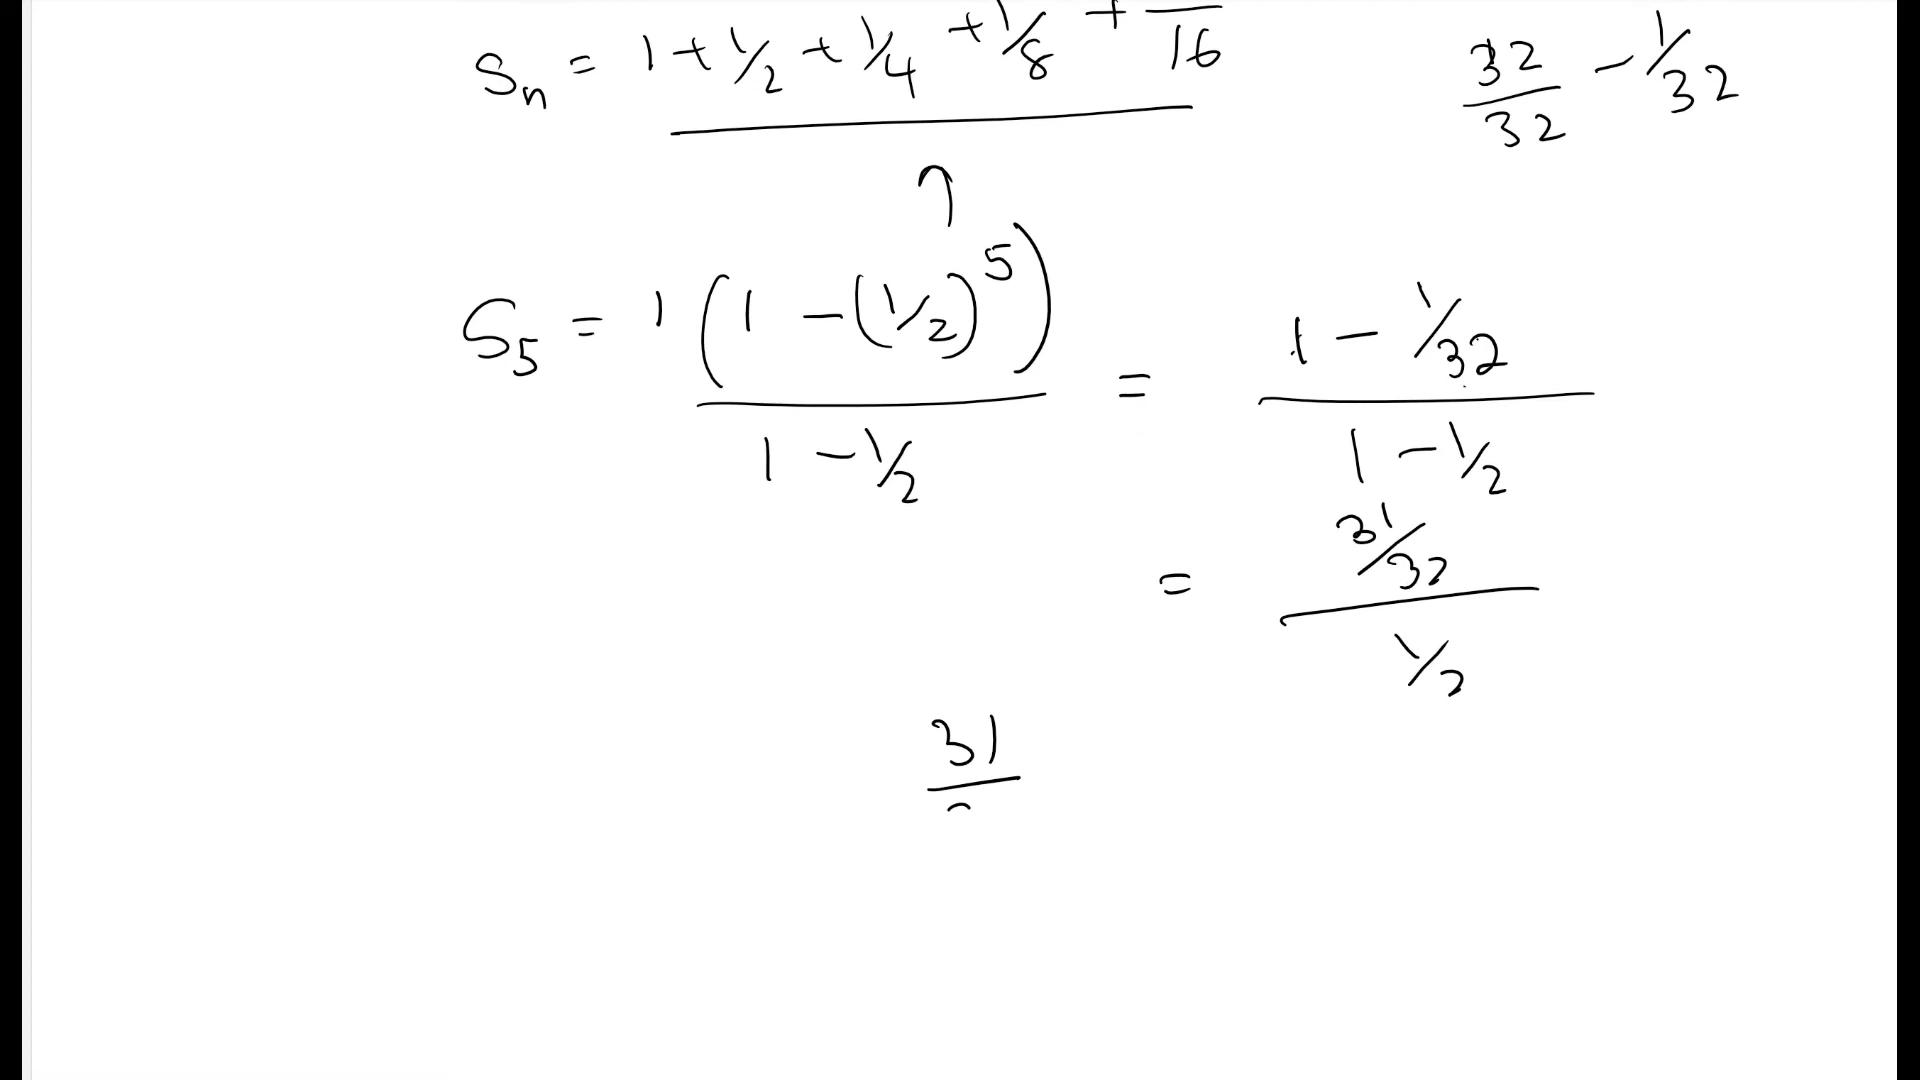 Sn = 1 + 1/2 + 1/4 + 1/8 + /16
32/32 - 1/32
S5 = 1(1 - (1/2)^5) / (1 - 1/2) = (1 - 1/32) / (1 - 1/2)
= (31/32) / (1/2)
31